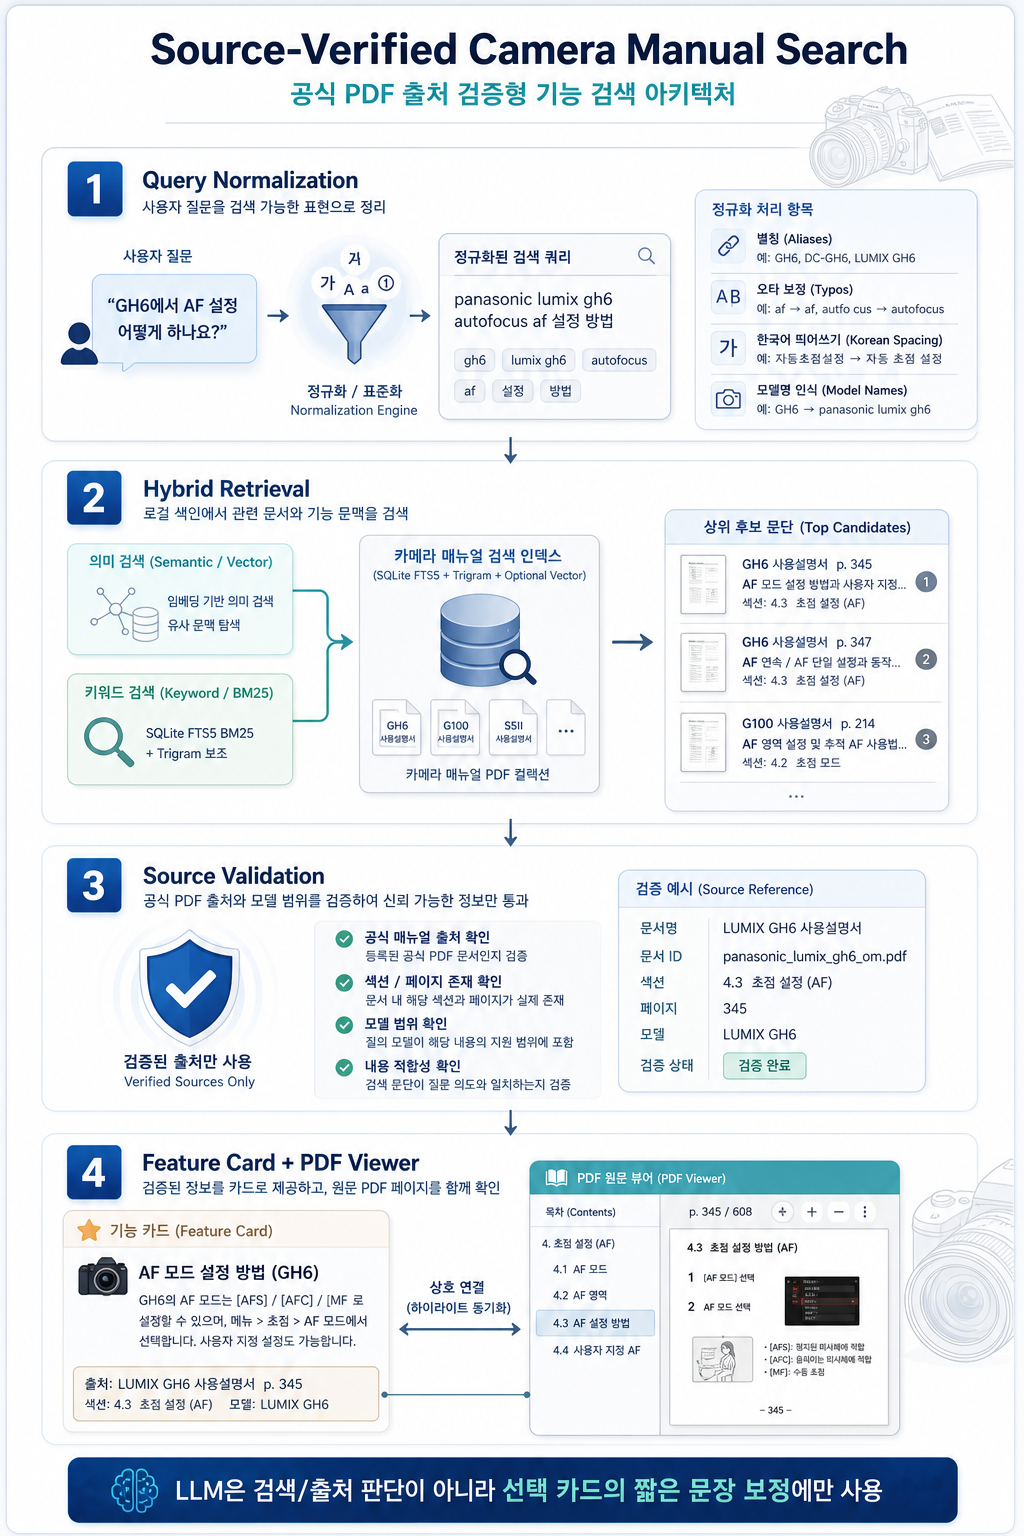 Source-Verified Camera Manual Search
공식 PDF 출처 검증형 기능 검색 아키텍처
1
Query Normalization
사용자 질문을 검색 가능한 표현으로 정리
사용자 질문
“GH6에서 AF 설정
어떻게 하나요?”
가 거 A a ①
정규화 / 표준화
Normalization Engine
정규화된 검색 쿼리
panasonic lumix gh6
autofocus af 설정 방법
gh6 lumix gh6 autofocus
af 설정 방법
정규화 처리 항목
별칭 (Aliases)
예: GH6, DC-GH6, LUMIX GH6
AB
오타 보정 (Typos)
예: af → af, autfo cus → autofocus
가
한국어 띄어쓰기 (Korean Spacing)
예: 자동초점설정 → 자동 초점 설정
모델명 인식 (Model Names)
예: GH6 → panasonic lumix gh6
2
Hybrid Retrieval
로컬 색인에서 관련 문서와 기능 문맥을 검색
의미 검색 (Semantic / Vector)
임베딩 기반 의미 검색
유사 문맥 탐색
키워드 검색 (Keyword / BM25)
SQLite FTS5 BM25
+ Trigram 보조
카메라 매뉴얼 검색 인덱스
(SQLite FTS5 + Trigram + Optional Vector)
GH6
사용설명서
G100
사용설명서
S5II
사용설명서
...
카메라 매뉴얼 PDF 컬렉션
상위 후보 문단 (Top Candidates)
GH6 사용설명서 p. 345
AF 모드 설정 방법과 사용자 지정...
섹션: 4.3 초점 설정 (AF)
1
GH6 사용설명서 p. 347
AF 연속 / AF 단일 설정과 동작...
섹션: 4.3 초점 설정 (AF)
2
G100 사용설명서 p. 214
AF 영역 설정 및 추적 AF 사용법...
섹션: 4.2 초점 모드
3
...
3
Source Validation
공식 PDF 출처와 모델 범위를 검증하여 신뢰 가능한 정보만 통과
검증된 출처만 사용
Verified Sources Only
공식 매뉴얼 출처 확인
등록된 공식 PDF 문서인지 검증
섹션 / 페이지 존재 확인
문서 내 해당 섹션과 페이지가 실제 존재
모델 범위 확인
질의 모델이 해당 내용의 지원 범위에 포함
내용 적합성 확인
검색 문단이 질문 의도와 일치하는지 검증
검증 예시 (Source Reference)
문서명 LUMIX GH6 사용설명서
문서 ID panasonic_lumix_gh6_om.pdf
섹션 4.3 초점 설정 (AF)
페이지 345
모델 LUMIX GH6
검증 상태 검증 완료
4
Feature Card + PDF Viewer
검증된 정보를 카드로 제공하고, 원문 PDF 페이지를 함께 확인
기능 카드 (Feature Card)
AF 모드 설정 방법 (GH6)
GH6의 AF 모드는 [AFS] / [AFC] / [MF 로
설정할 수 있으며, 메뉴 > 초점 > AF 모드에서
선택합니다. 사용자 지정 설정도 가능합니다.
출처: LUMIX GH6 사용설명서 p. 345
섹션: 4.3 초점 설정 (AF) 모델: LUMIX GH6
상호 연결
(하이라이트 동기화)
PDF 원문 뷰어 (PDF Viewer)
목차 (Contents)
4. 초점 설정 (AF)
4.1 AF 모드
4.2 AF 영역
4.3 AF 설정 방법
4.4 사용자 지정 AF
p. 345 / 608
4.3 초점 설정 방법 (AF)
1 [AF 모드] 선택
2 AF 모드 선택
• [AFS]:
• [AFC]:
• [MF]: 수동 초점
– 345 –
LLM은 검색/출처 판단이 아니라 선택 카드의 짧은 문장 보정에만 사용